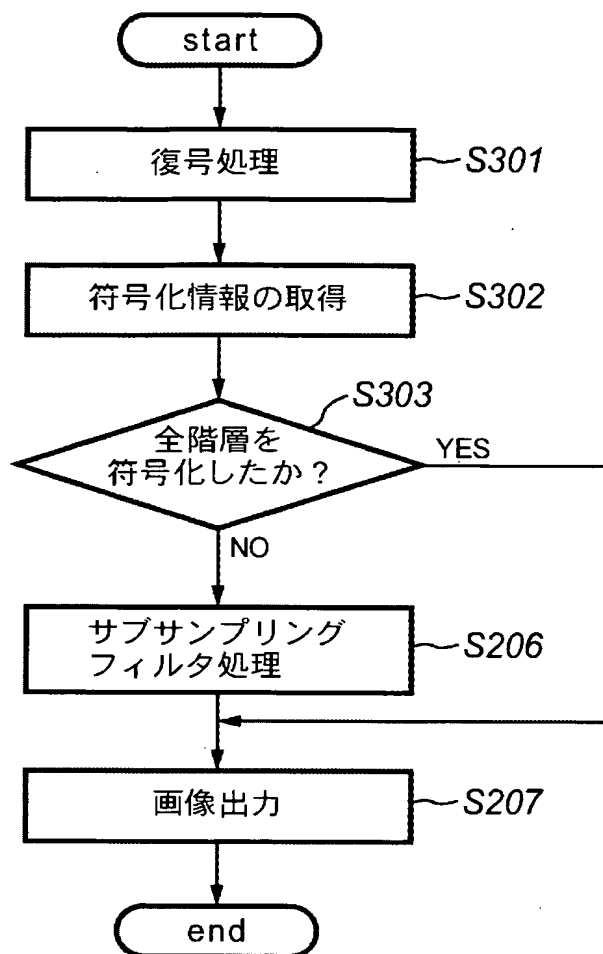 start
復号処理
S301
符号化情報の取得
S302
S303
全階層を
符号化したか？
YES
NO
サブサンプリング
フィルタ処理
S206
画像出力
S207
end